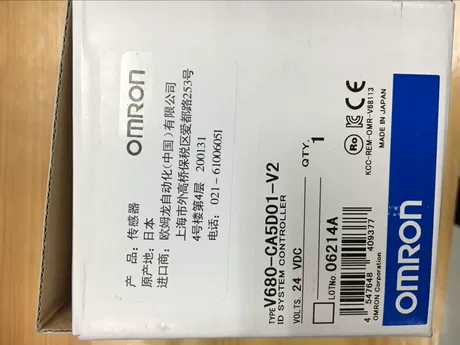 OMRON
产 品: 传感器
原产地: 日本
进口商: 欧姆龙自动化(中国)有限公司
上海市外高桥保税区爱都路253号
4号楼第4层 200131
电话: 021-61006051
TYPE V680-CA5D01-V2
ID SYSTEM CONTROLLER
VOLTS. 24 VDC
QTY. 1
LOTNo. 06214A
4 547648 409377
OMRON
OMRON Corporation
CE
KCC-REM-OMR-V68113
MADE IN JAPAN